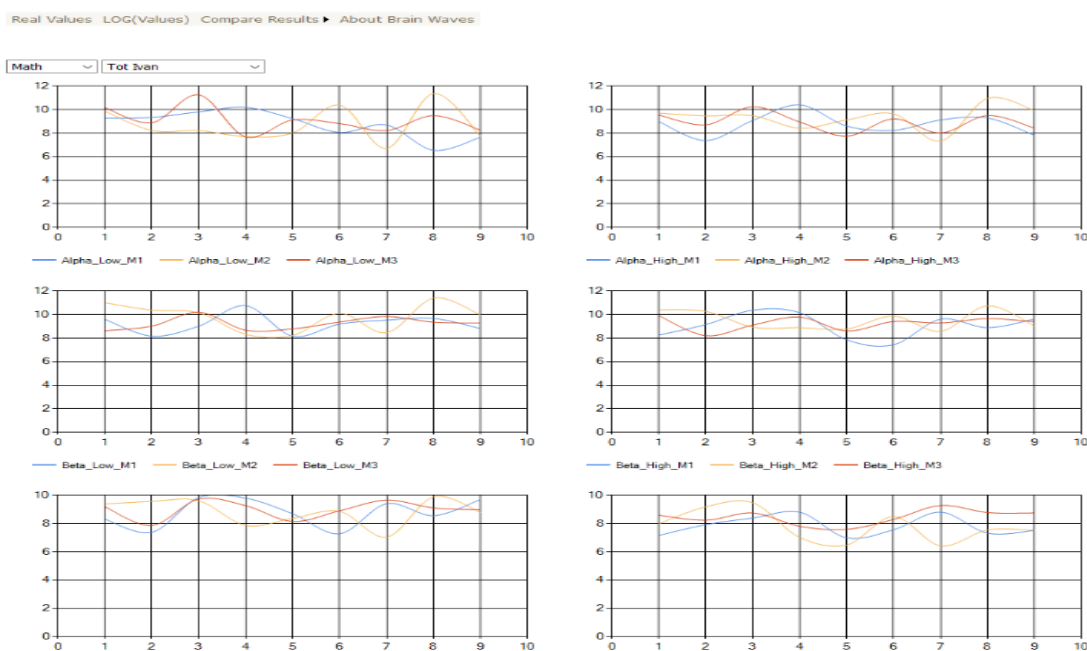 Real Values LOG(Values) Compare Results About Brain Waves
Math Tot Ivan
12 12
10 10
8 8
6 6
4 4
2 2
0 0
0 1 2 3 4 5 6 7 8 9 10 0 1 2 3 4 5 6 7 8 9 10
Alpha_Low_M1 Alpha_Low_M2 Alpha_Low_M3 Alpha_High_M1 Alpha_High_M2 Alpha_High_M3
12 12
10 10
8 8
6 6
4 4
2 2
0 0
0 1 2 3 4 5 6 7 8 9 10 0 1 2 3 4 5 6 7 8 9 10
Beta_Low_M1 Beta_Low_M2 Beta_Low_M3 Beta_High_M1 Beta_High_M2 Beta_High_M3
10 10
8 8
6 6
4 4
2 2
0 0
0 1 2 3 4 5 6 7 8 9 10 0 1 2 3 4 5 6 7 8 9 10